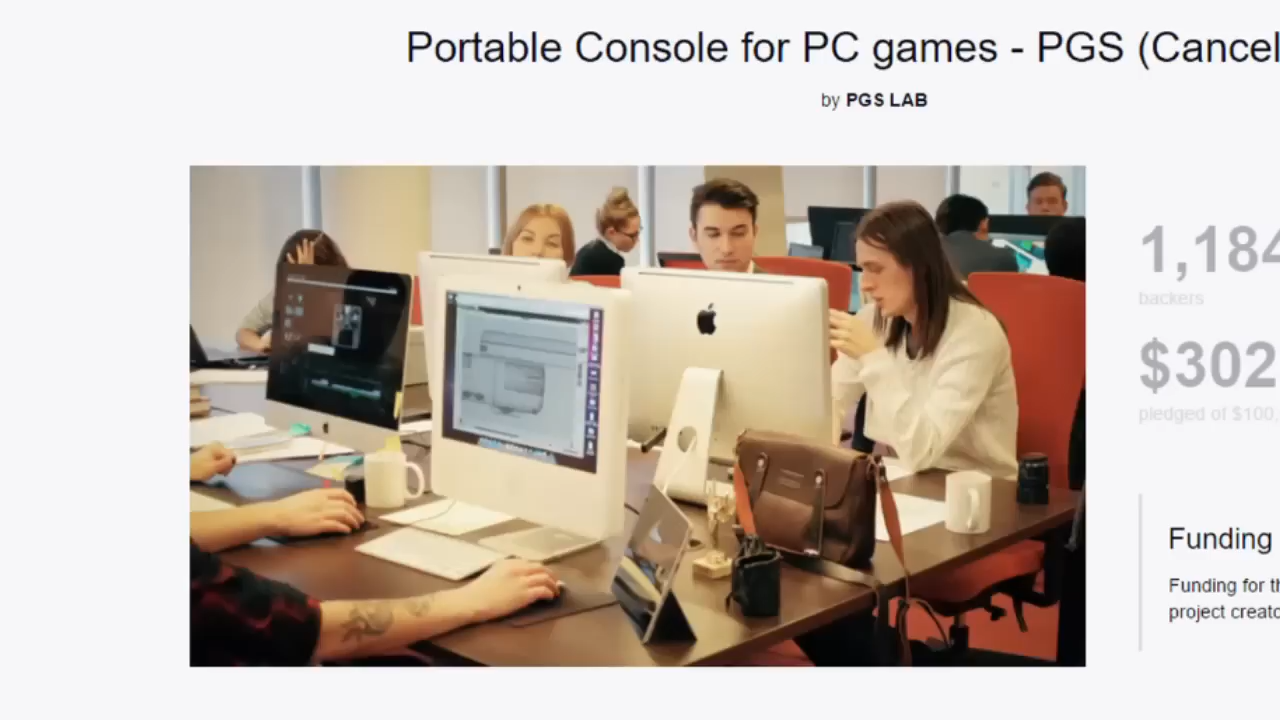 Portable Console for PC games - PGS (Cancel
by PGS LAB
1,184
backers
$302
pledged of $100,
Funding
Funding for th
project creato